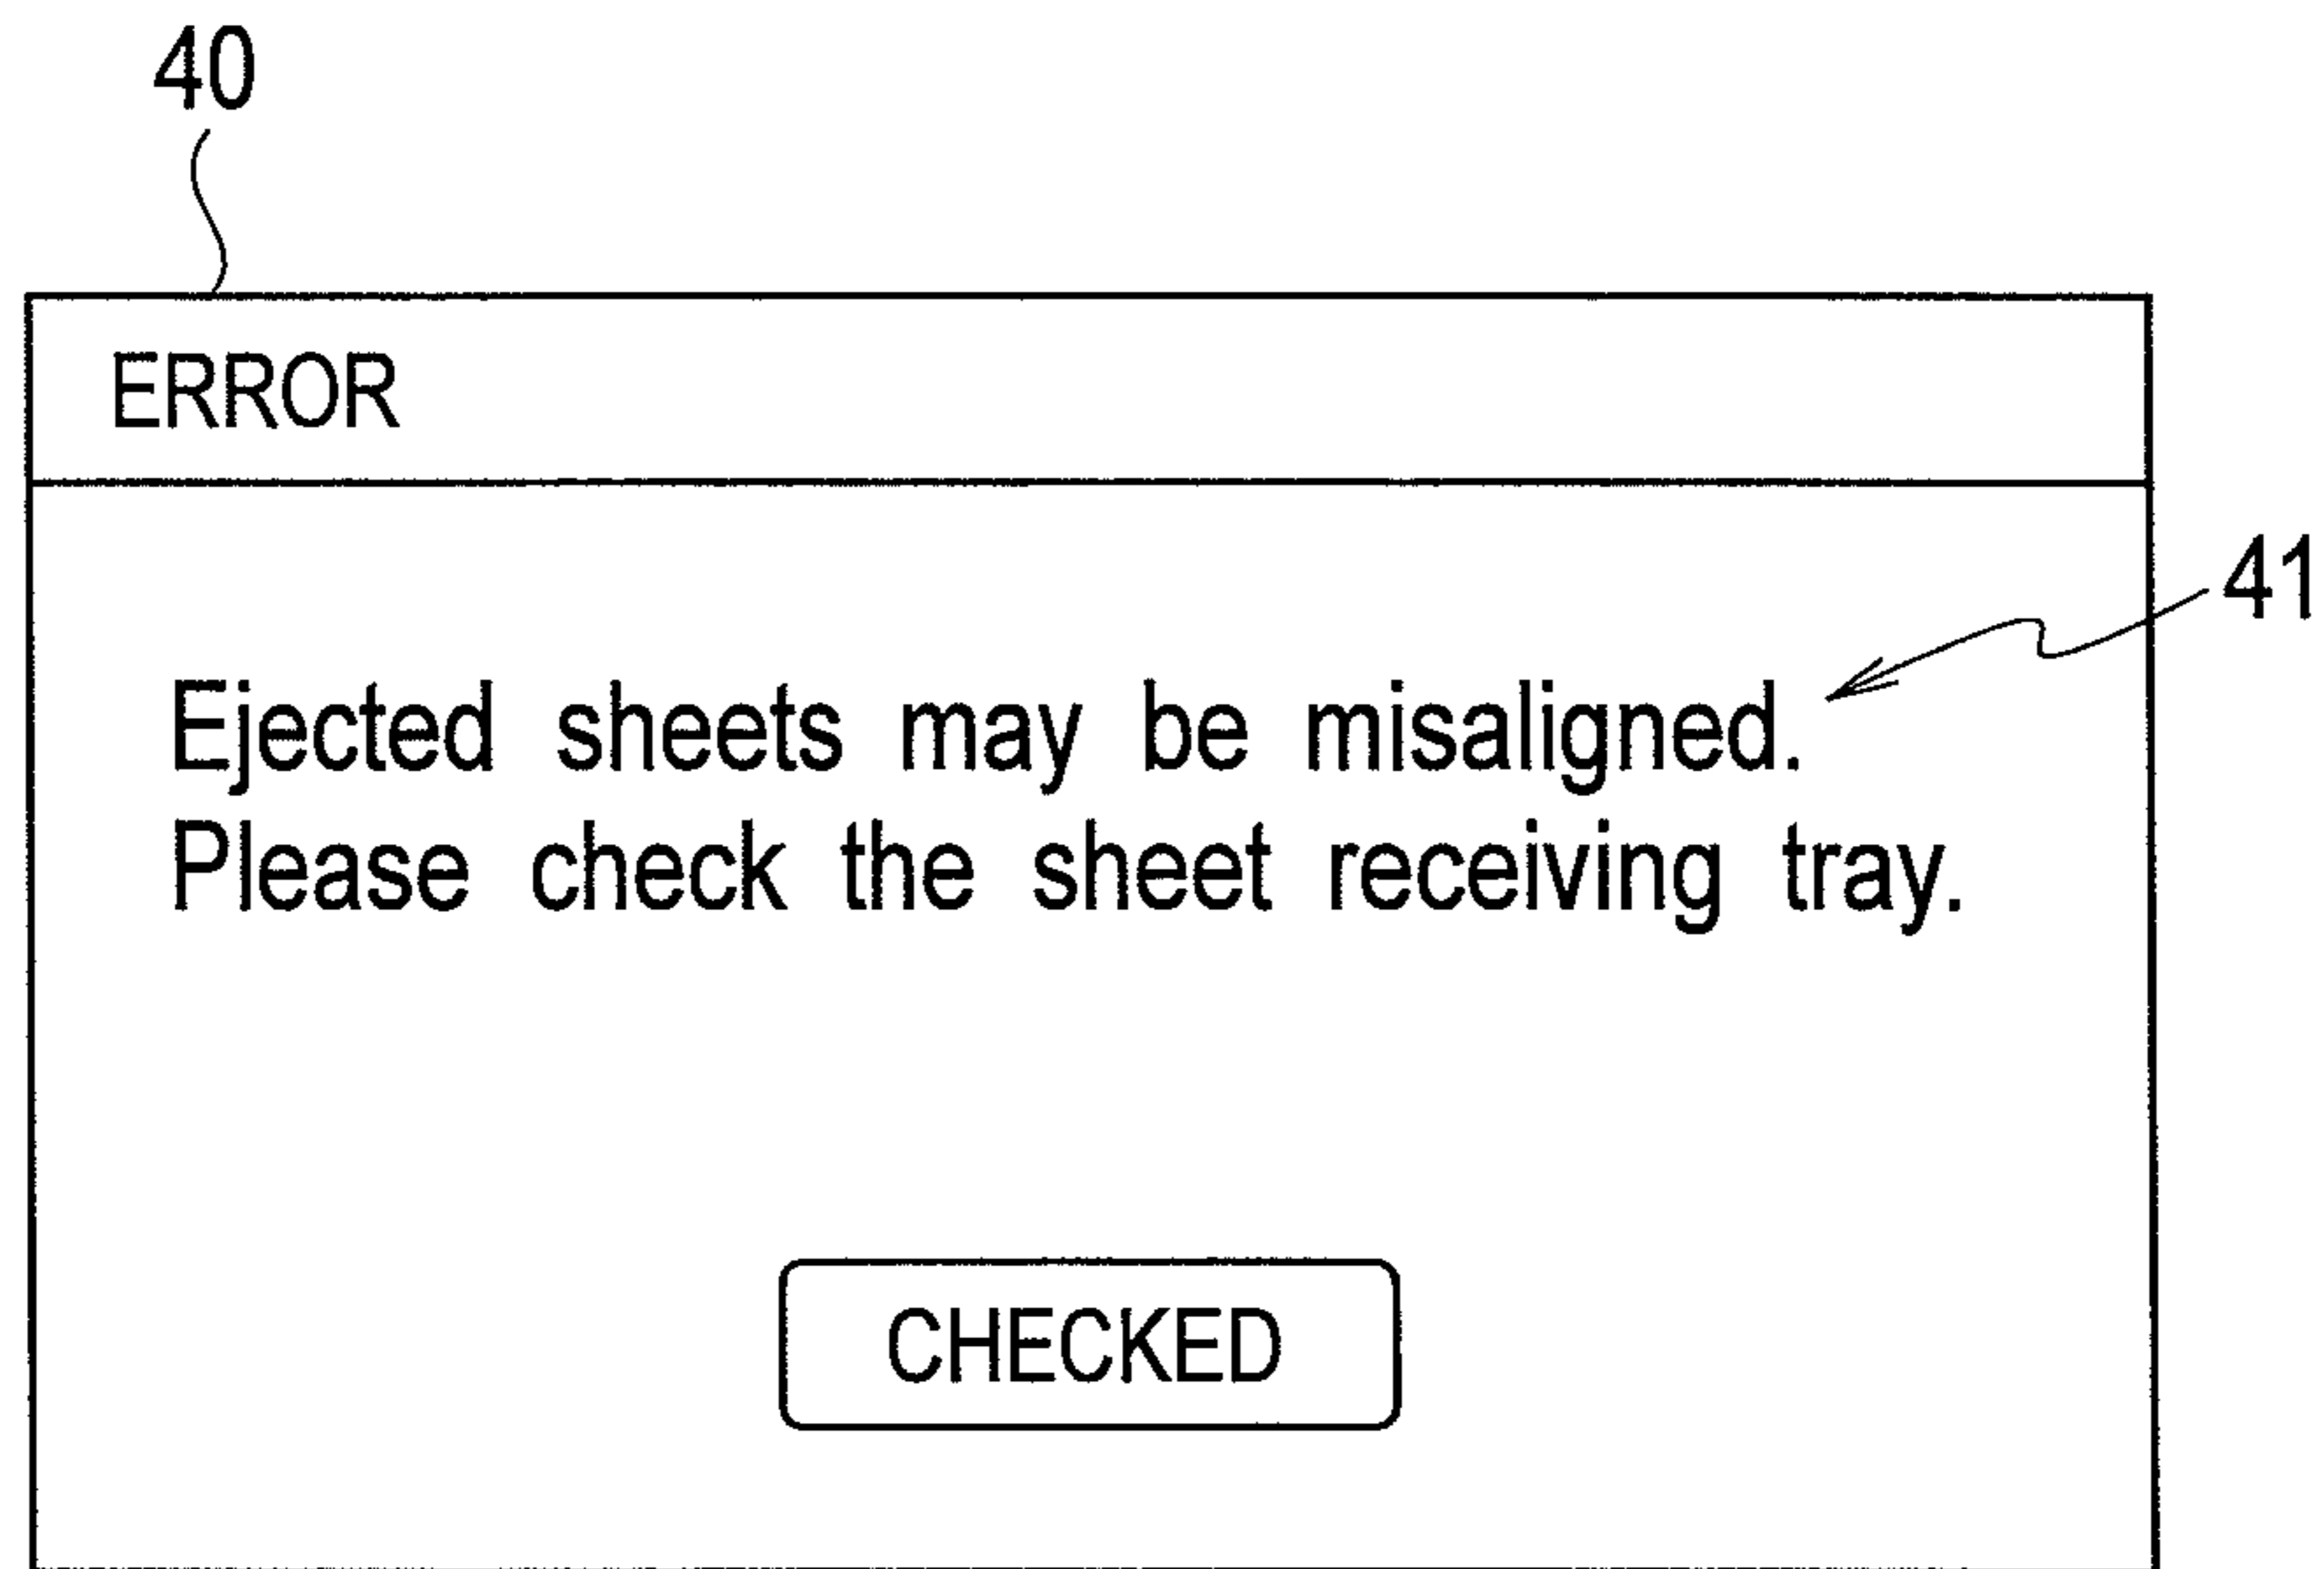 40
ERROR
41
Ejected sheets may be misaligned.
Please check the sheet receiving tray.
CHECKED